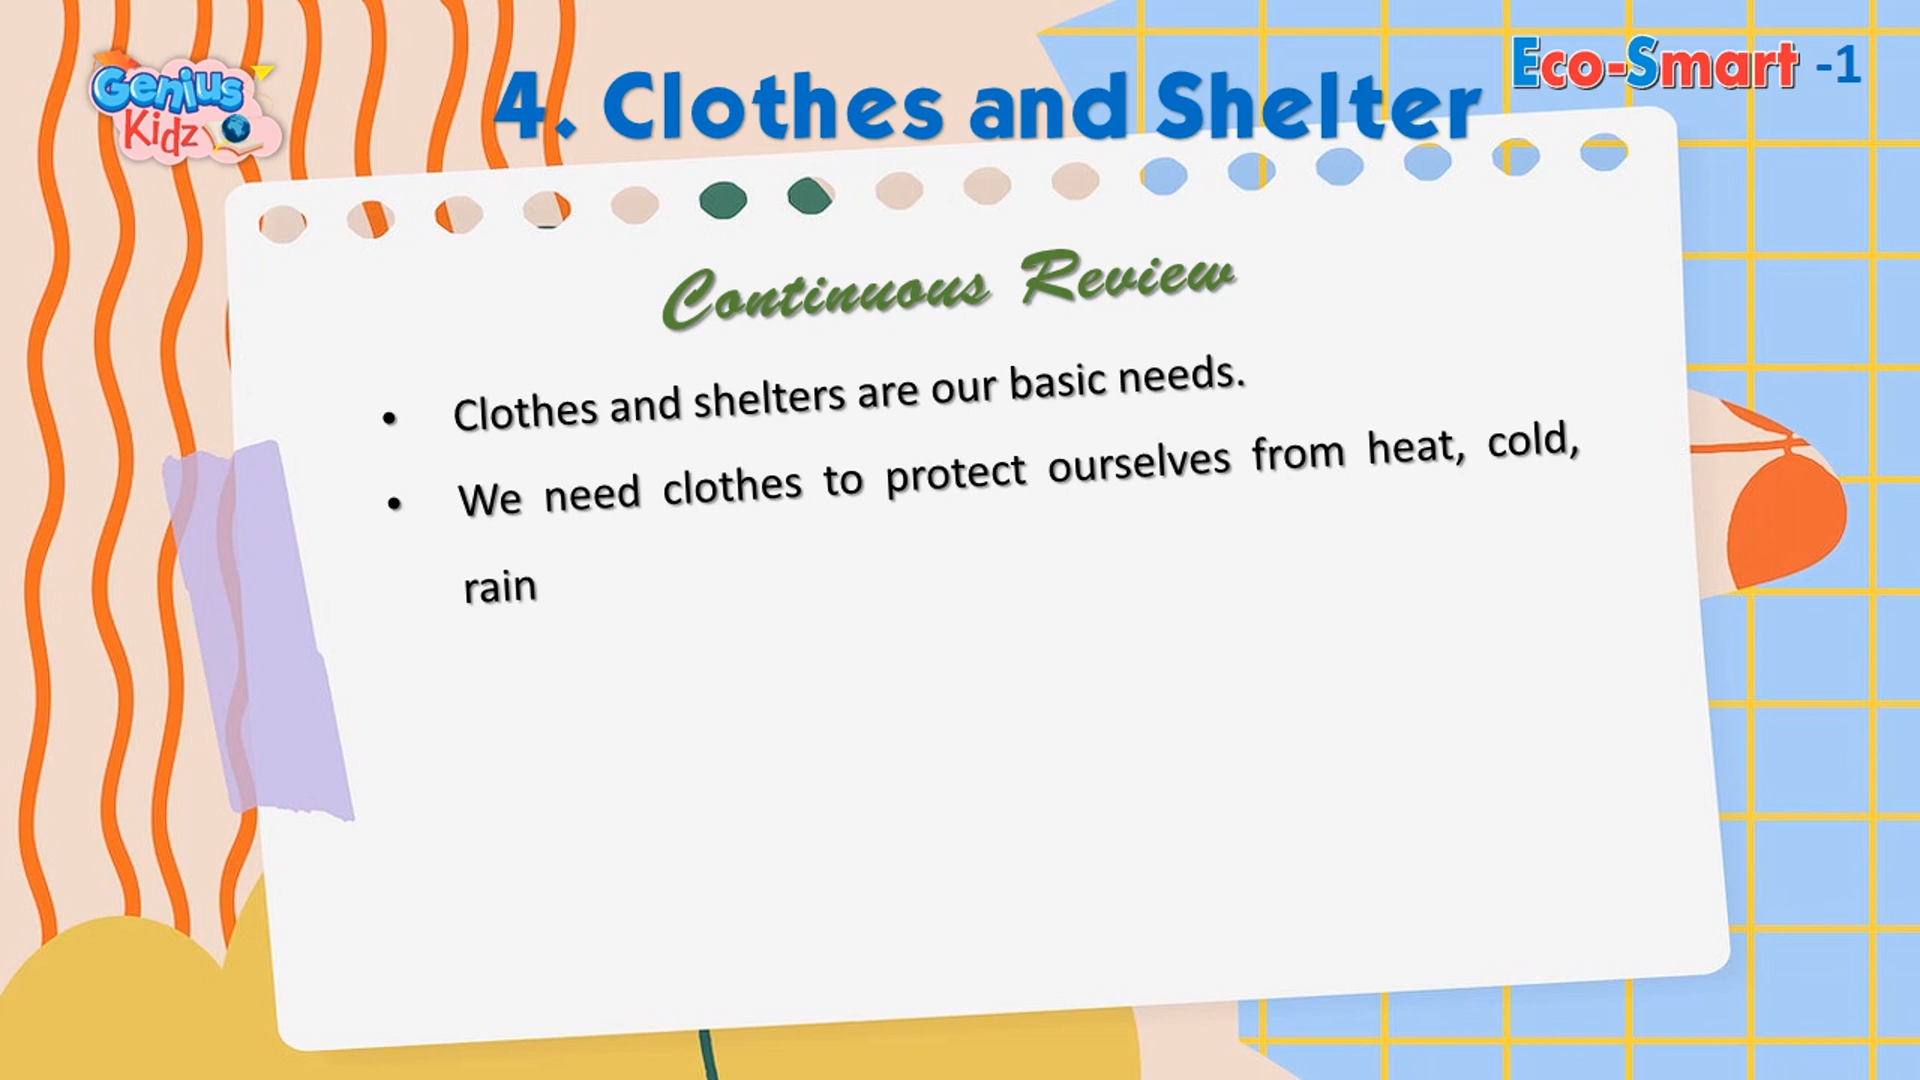 Genius
Kidz
Eco-Smart -1
4. Clothes and Shelter
Continuous Review
• Clothes and shelters are our basic needs.
• We need clothes to protect ourselves from heat, cold,
rain